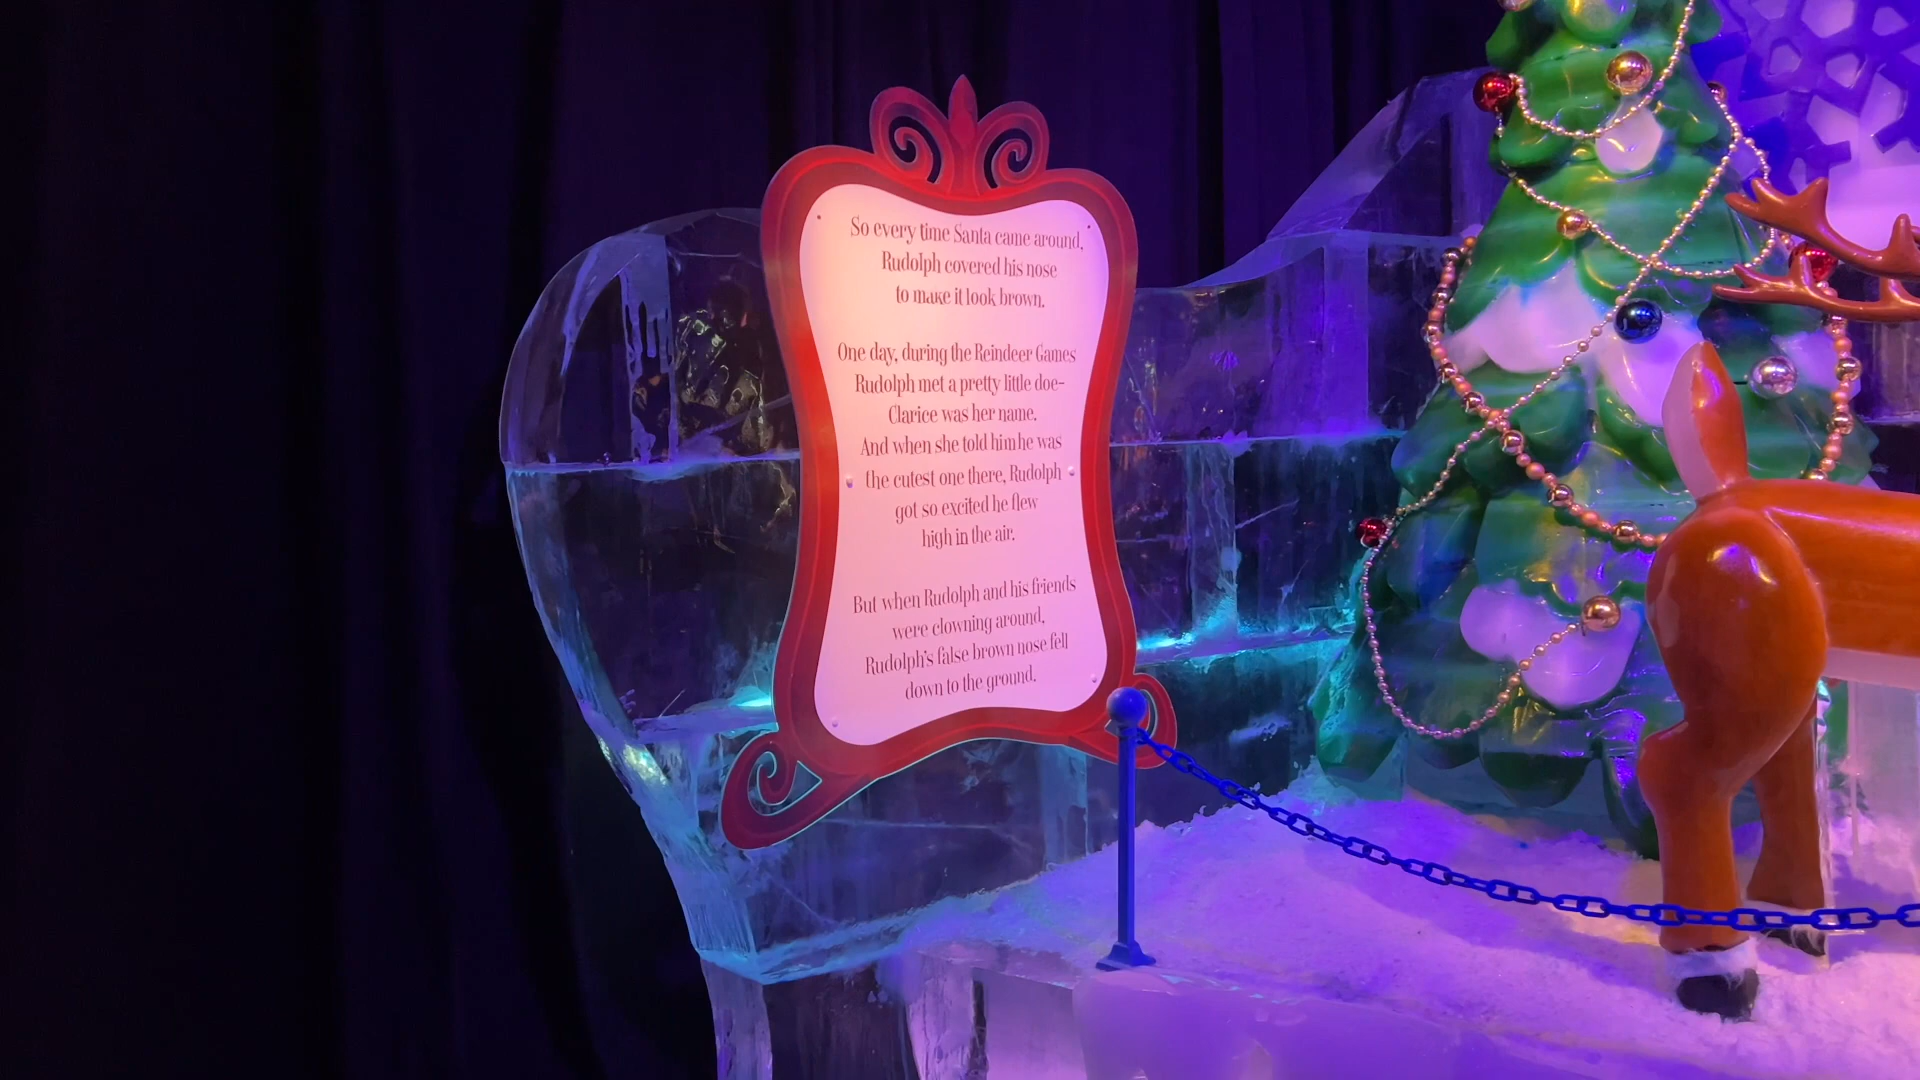 So every time Santa came around,
Rudolph covered his nose
to make it look brown.
One day, during the Reindeer Games
Rudolph met a pretty little doe-
Clarice was her name.
And when she told him he was
the cutest one there, Rudolph
got so excited he flew
high in the air.
But when Rudolph and his friends
were clowning around,
Rudolph's false brown nose fell
down to the ground.